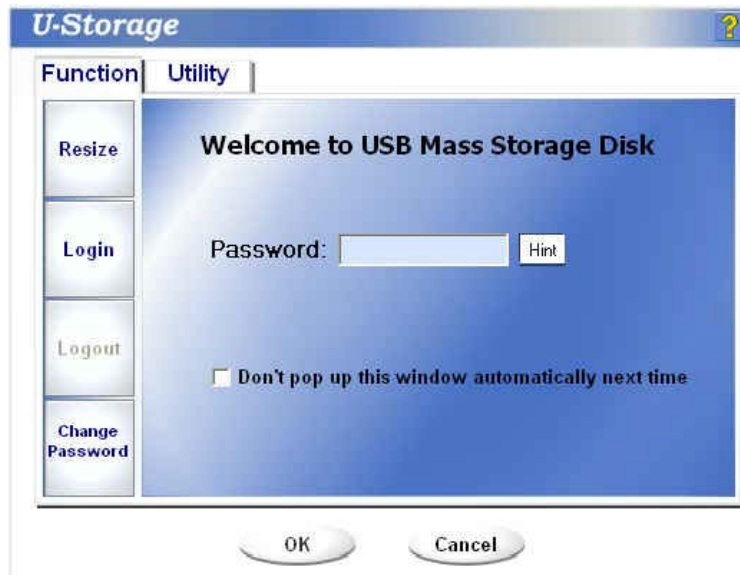 U-Storage
?
Function Utility
Resize
Login
Logout
Change
Password
Welcome to USB Mass Storage Disk
Password: Hint
Don't pop up this window automatically next time
OK Cancel